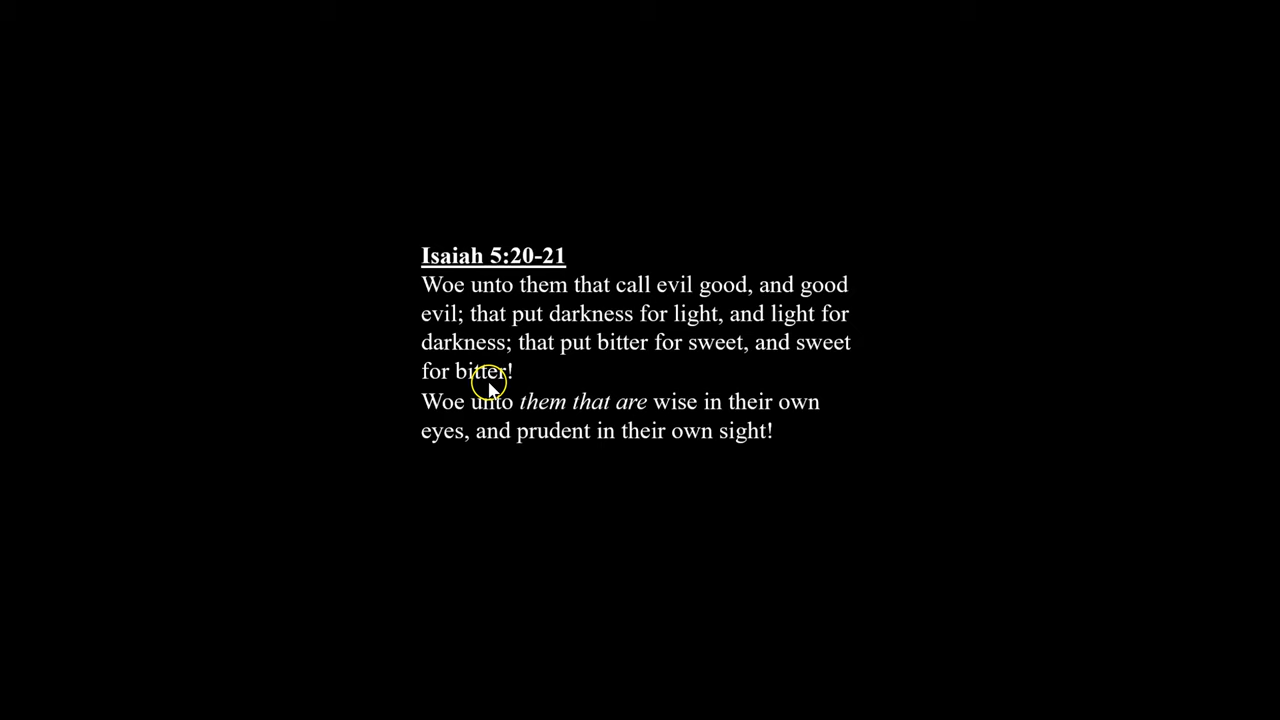 Isaiah 5:20-21
Woe unto them that call evil good, and good
evil; that put darkness for light, and light for
darkness; that put bitter for sweet, and sweet
for bitter!
Woe unto them that are wise in their own
eyes, and prudent in their own sight!